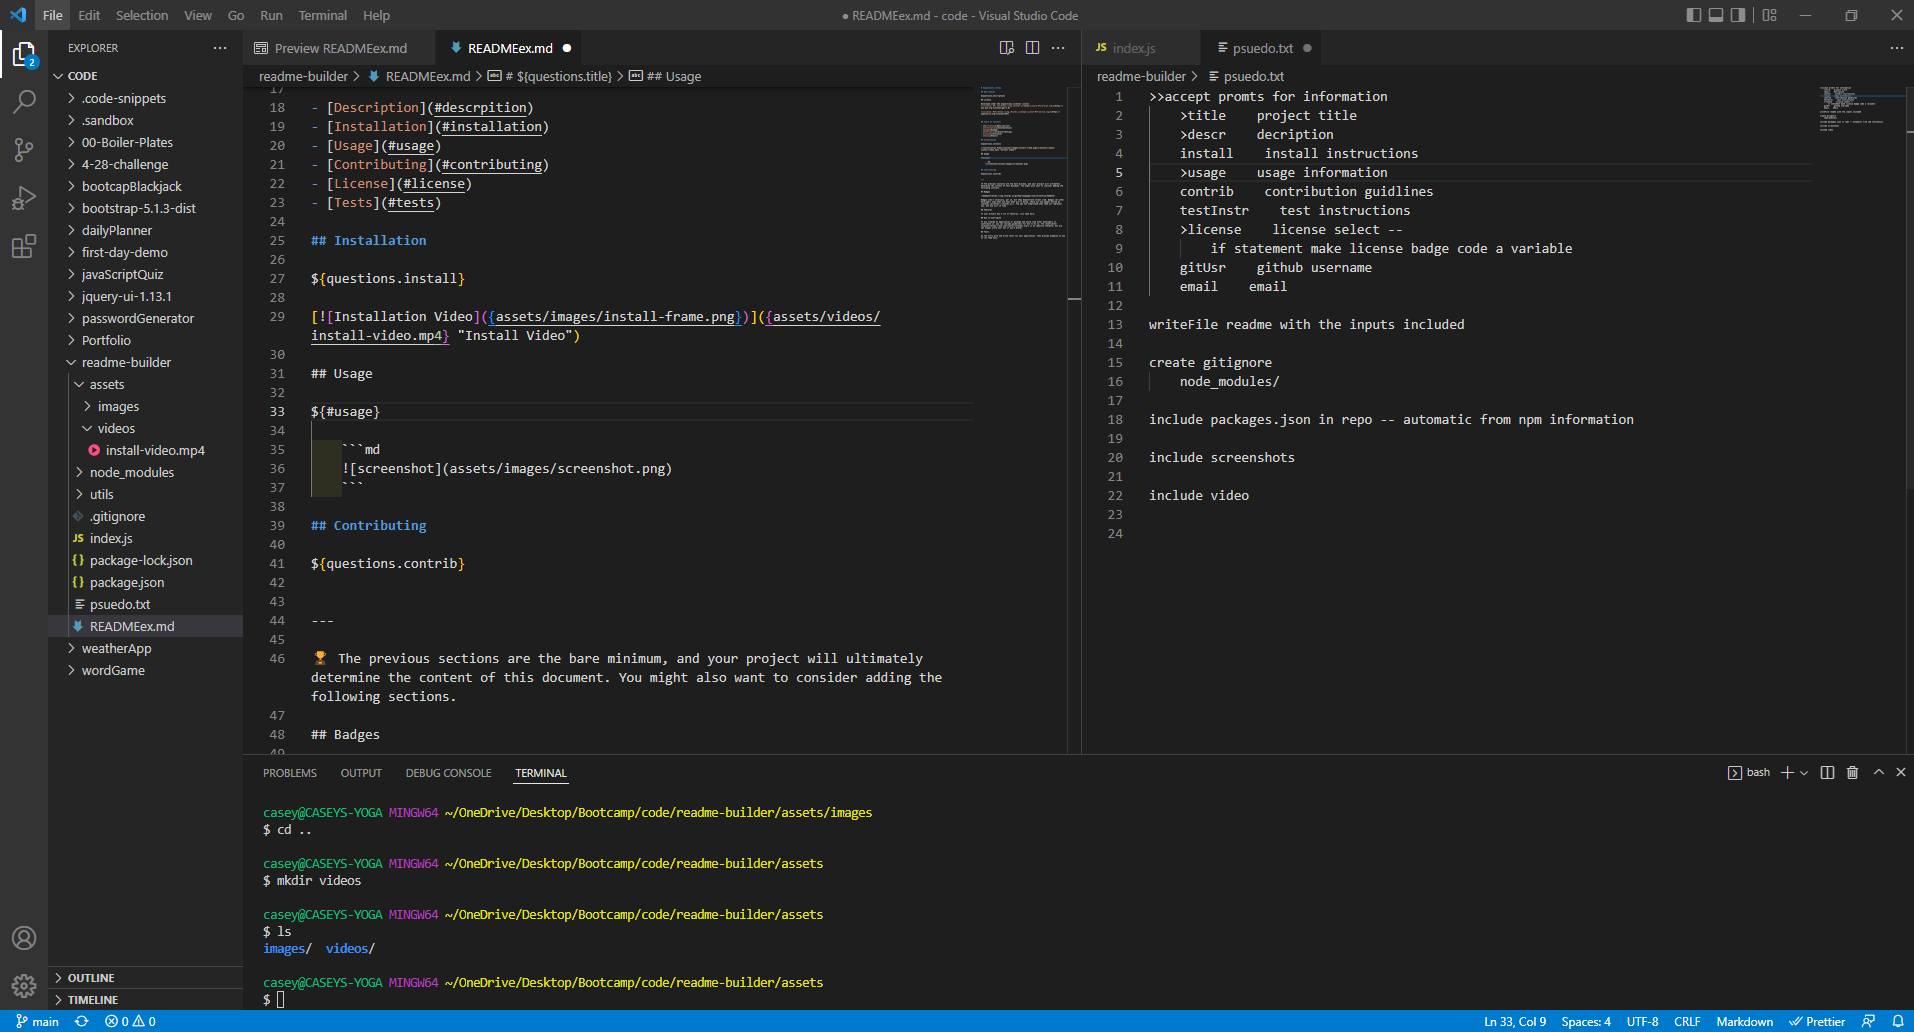 File Edit Selection View Go Run Terminal Help
● READMEex.md - code - Visual Studio Code
2
EXPLORER ···
CODE
.code-snippets
.sandbox
00-Boiler-Plates
4-28-challenge
bootcapBlackjack
bootstrap-5.1.3-dist
dailyPlanner
first-day-demo
javaScriptQuiz
jquery-ui-1.13.1
passwordGenerator
Portfolio
readme-builder
assets
images
videos
install-video.mp4
node_modules
utils
.gitignore
JS index.js
{} package-lock.json
{} package.json
psuedo.txt
READMEex.md
weatherApp
wordGame
OUTLINE
TIMELINE
Preview READMEex.md
READMEex.md ●
readme-builder > READMEex.md > # ${questions.title} > ## Usage
17
18 - [Description](#descrpition)
19 - [Installation](#installation)
20 - [Usage](#usage)
21 - [Contributing](#contributing)
22 - [License](#license)
23 - [Tests](#tests)
24
25 ## Installation
26
27 ${questions.install}
28
29 [![Installation Video]({assets/images/install-frame.png})]({assets/videos/
install-video.mp4} "Install Video")
30
31 ## Usage
32
33 ${#usage}
34
35 ```md
36 ![screenshot](assets/images/screenshot.png)
37 ```
38
39 ## Contributing
40
41 ${questions.contrib}
42
43
44 ---
45
46 🏆 The previous sections are the bare minimum, and your project will ultimately
determine the content of this document. You might also want to consider adding the
following sections.
47
48 ## Badges
49
JS index.js
psuedo.txt ●
readme-builder > psuedo.txt
1 >>accept promts for information
2 >title project title
3 >descr decription
4 install install instructions
5 >usage usage information
6 contrib contribution guidlines
7 testInstr test instructions
8 >license license select --
9 if statement make license badge code a variable
10 gitUsr github username
11 email email
12
13 writeFile readme with the inputs included
14
15 create gitignore
16 node_modules/
17
18 include packages.json in repo -- automatic from npm information
19
20 include screenshots
21
22 include video
23
24
PROBLEMS OUTPUT DEBUG CONSOLE TERMINAL
bash
casey@CASEYS-YOGA MINGW64 ~/OneDrive/Desktop/Bootcamp/code/readme-builder/assets/images
$ cd ..
casey@CASEYS-YOGA MINGW64 ~/OneDrive/Desktop/Bootcamp/code/readme-builder/assets
$ mkdir videos
casey@CASEYS-YOGA MINGW64 ~/OneDrive/Desktop/Bootcamp/code/readme-builder/assets
$ ls
images/ videos/
casey@CASEYS-YOGA MINGW64 ~/OneDrive/Desktop/Bootcamp/code/readme-builder/assets
$
main 0 0
Ln 33, Col 9 Spaces: 4 UTF-8 CRLF Markdown Prettier